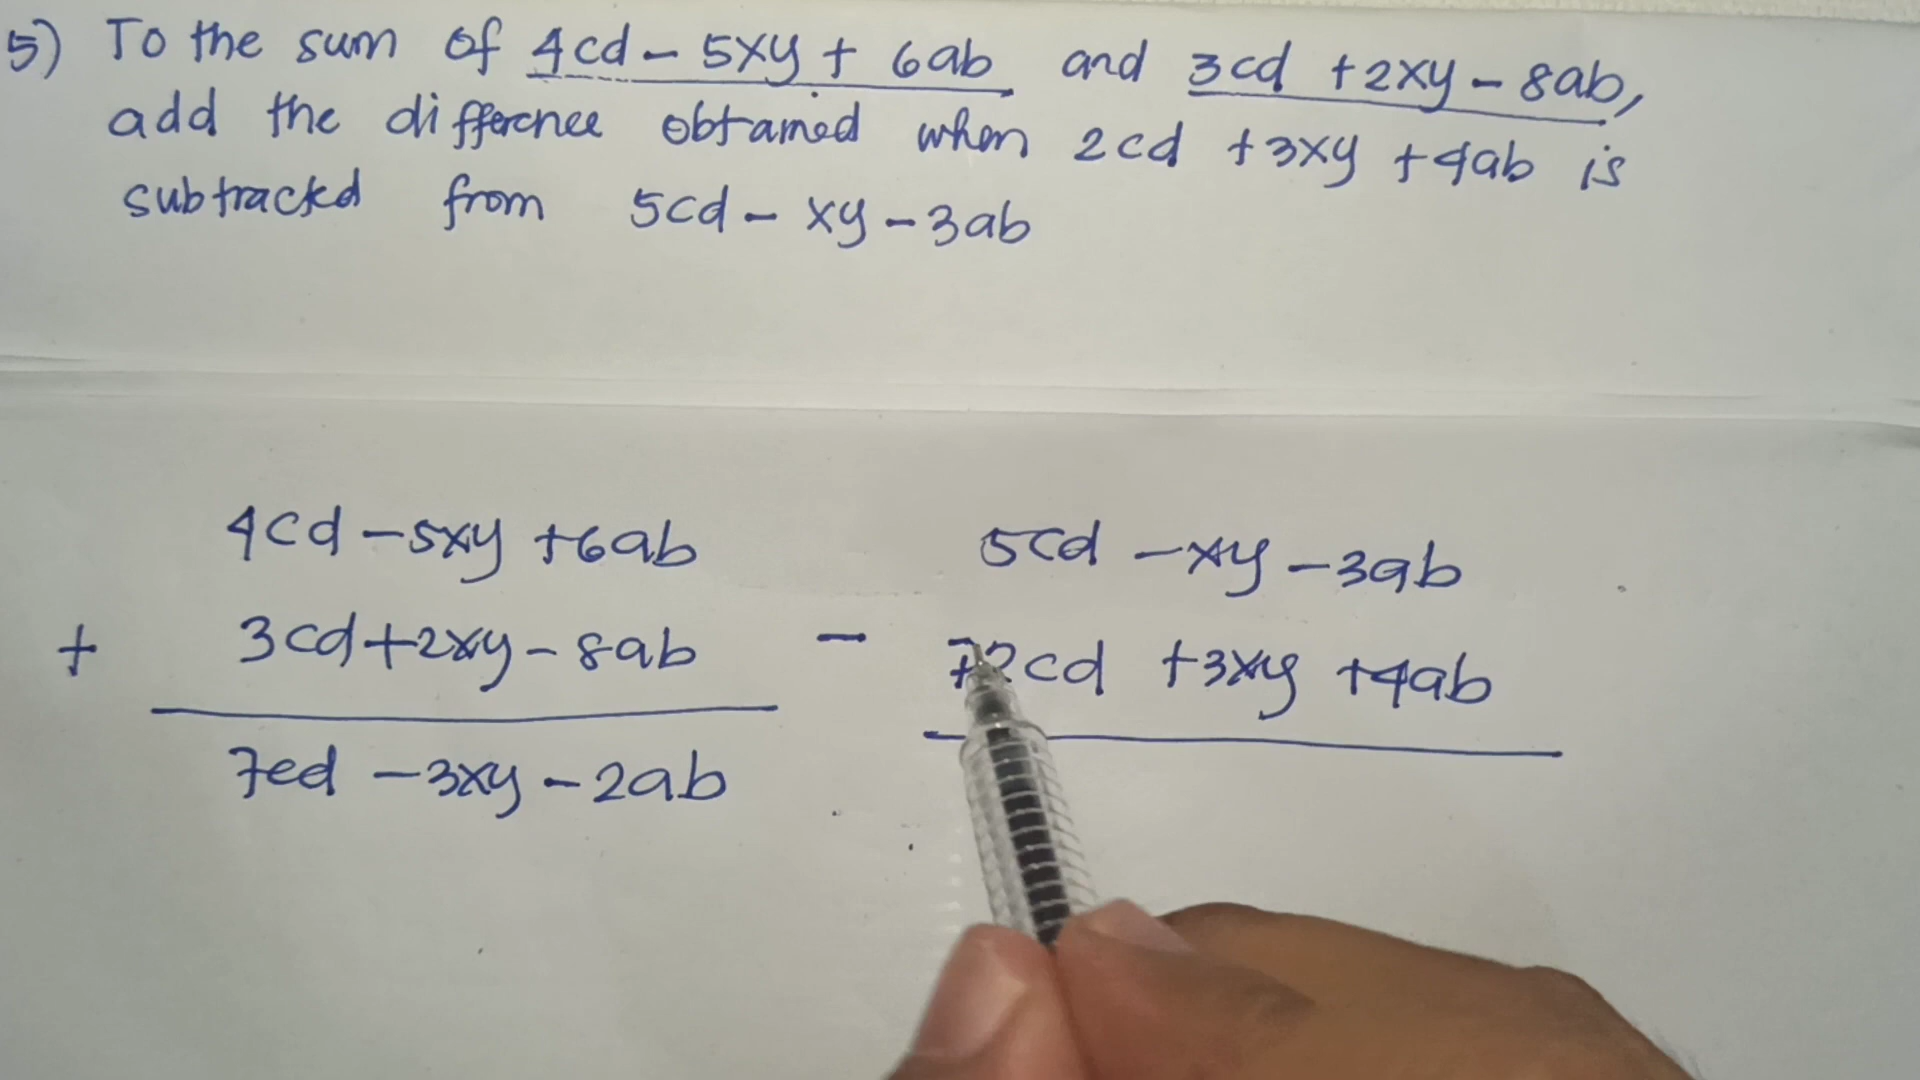 5) To the sum of 4cd - 5xy + 6ab and 3cd + 2xy - 8ab,
add the difference obtained when 2cd + 3xy + 4ab is
subtracted from 5cd - xy - 3ab
4cd - 5xy + 6ab
+ 3cd + 2xy - 8ab
7cd - 3xy - 2ab
5cd - xy - 3ab
- 2cd + 3xy + 4ab